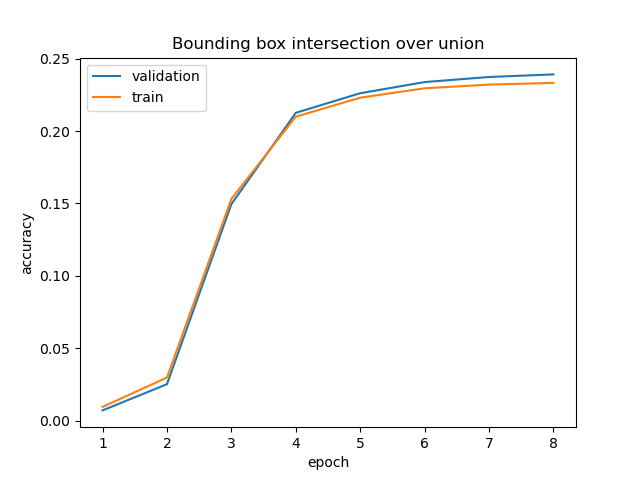 Bounding box intersection over union
0.25
0.20
0.15
0.10
0.05
0.00
accuracy
validation
train
1 2 3 4 5 6 7 8
epoch